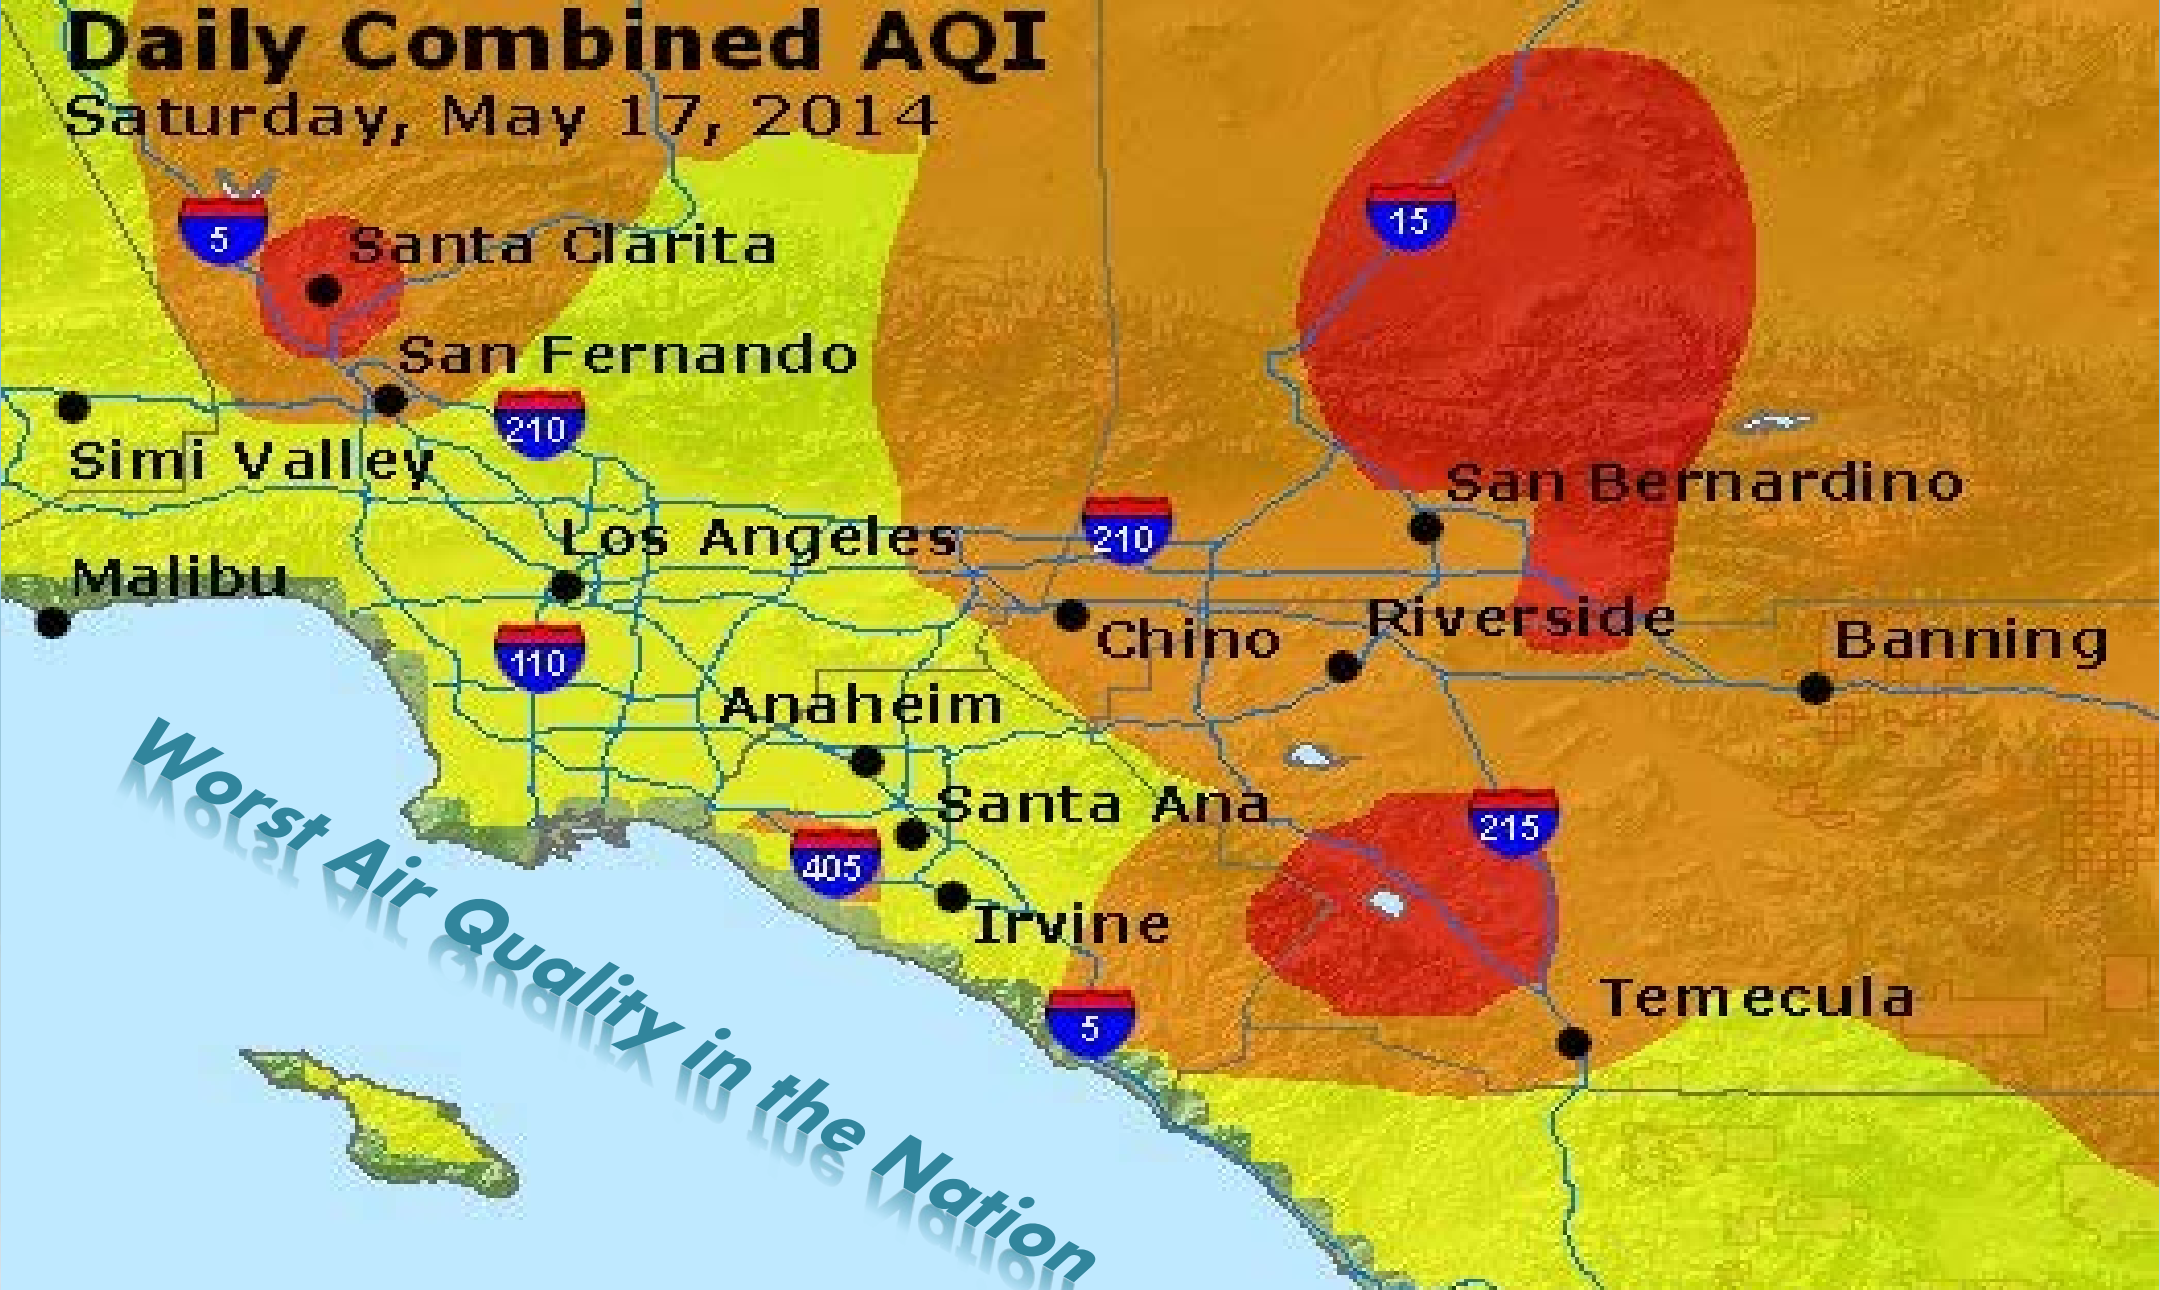 Daily Combined AQI
Saturday, May 17, 2014
5
Santa Clarita
15
San Fernando
210
Simi Valley
San Bernardino
Los Angeles
210
Malibu
Chino
Riverside
Banning
110
Anaheim
Santa Ana
215
405
Irvine
Temecula
5
Worst Air Quality in the Nation